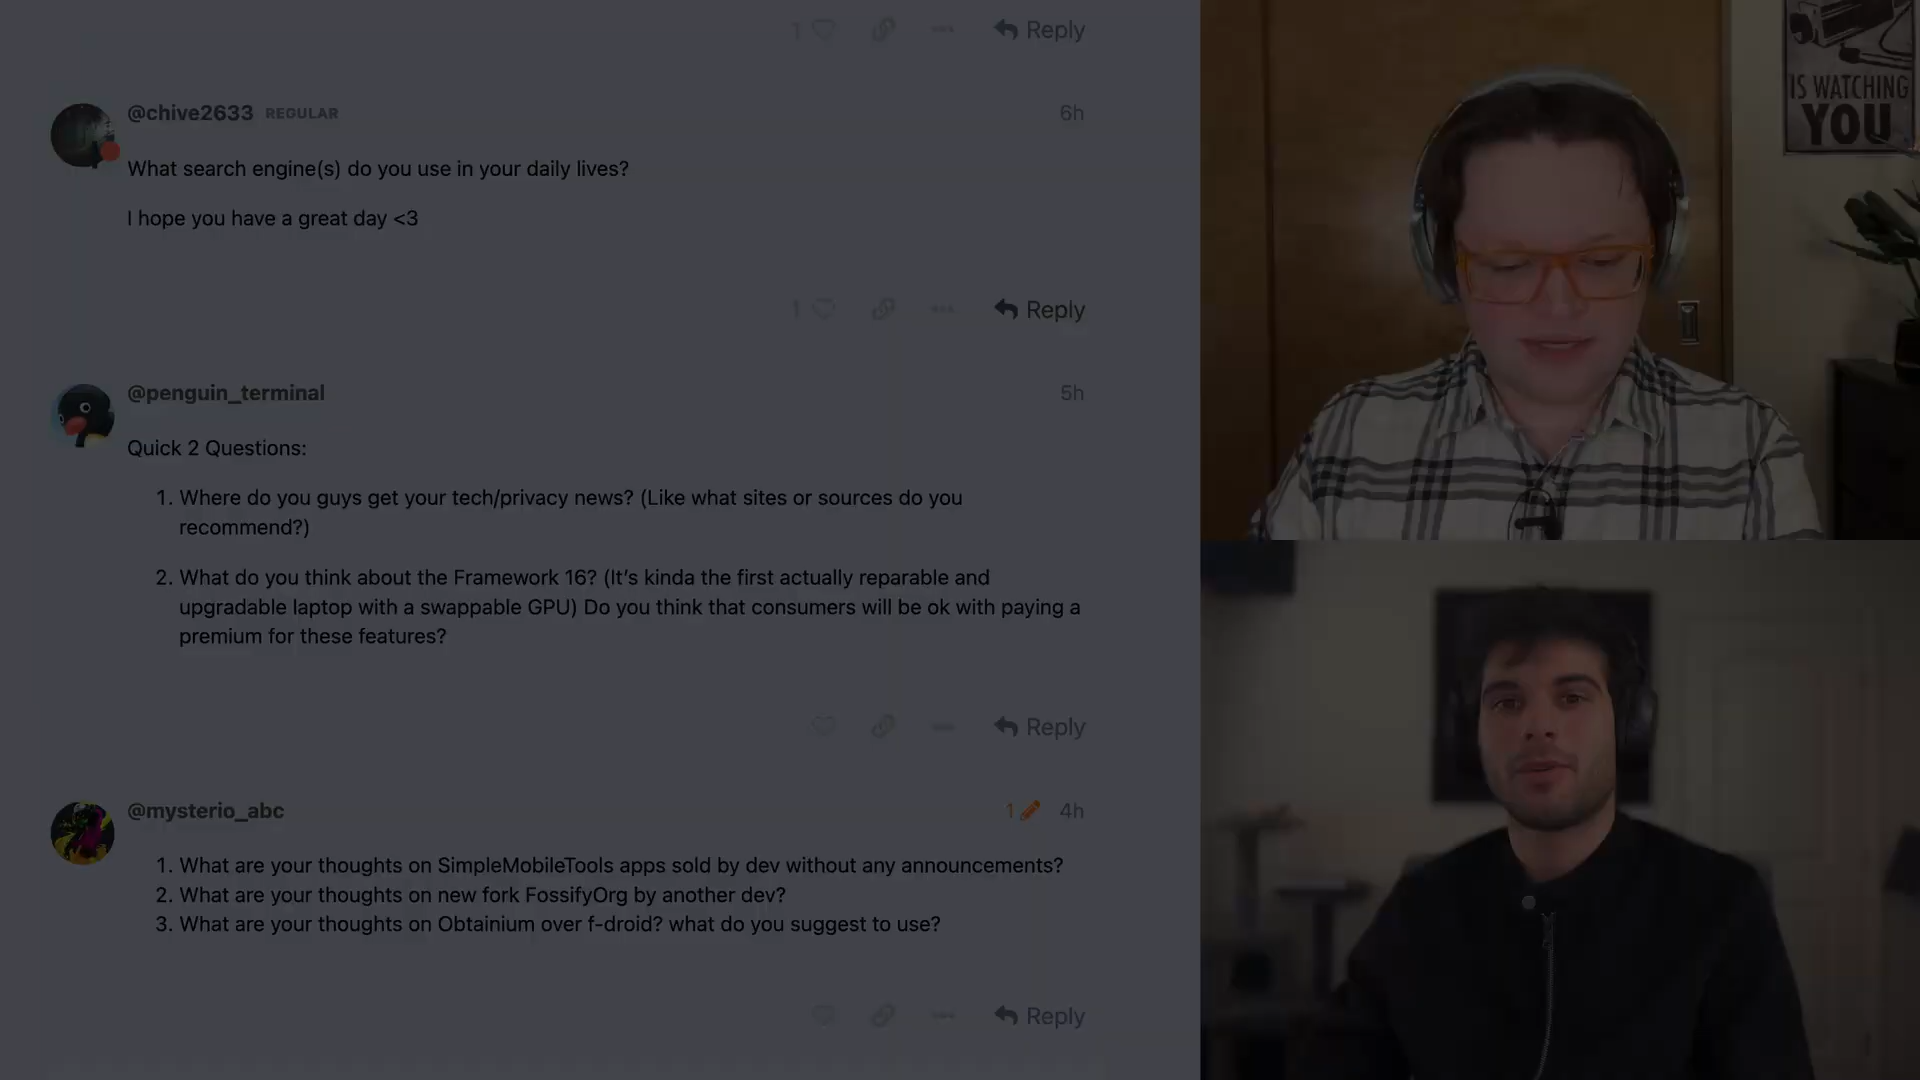 1 Reply
@chive2633 REGULAR 6h
What search engine(s) do you use in your daily lives?
I hope you have a great day <3
1 Reply
@penguin_terminal 5h
Quick 2 Questions:
1. Where do you guys get your tech/privacy news? (Like what sites or sources do you
recommend?)
2. What do you think about the Framework 16? (It’s kinda the first actually reparable and
upgradable laptop with a swappable GPU) Do you think that consumers will be ok with paying a
premium for these features?
Reply
@mysterio_abc 1 4h
1. What are your thoughts on SimpleMobileTools apps sold by dev without any announcements?
2. What are your thoughts on new fork FossifyOrg by another dev?
3. What are your thoughts on Obtainium over f-droid? what do you suggest to use?
Reply
IS WATCHING
YOU